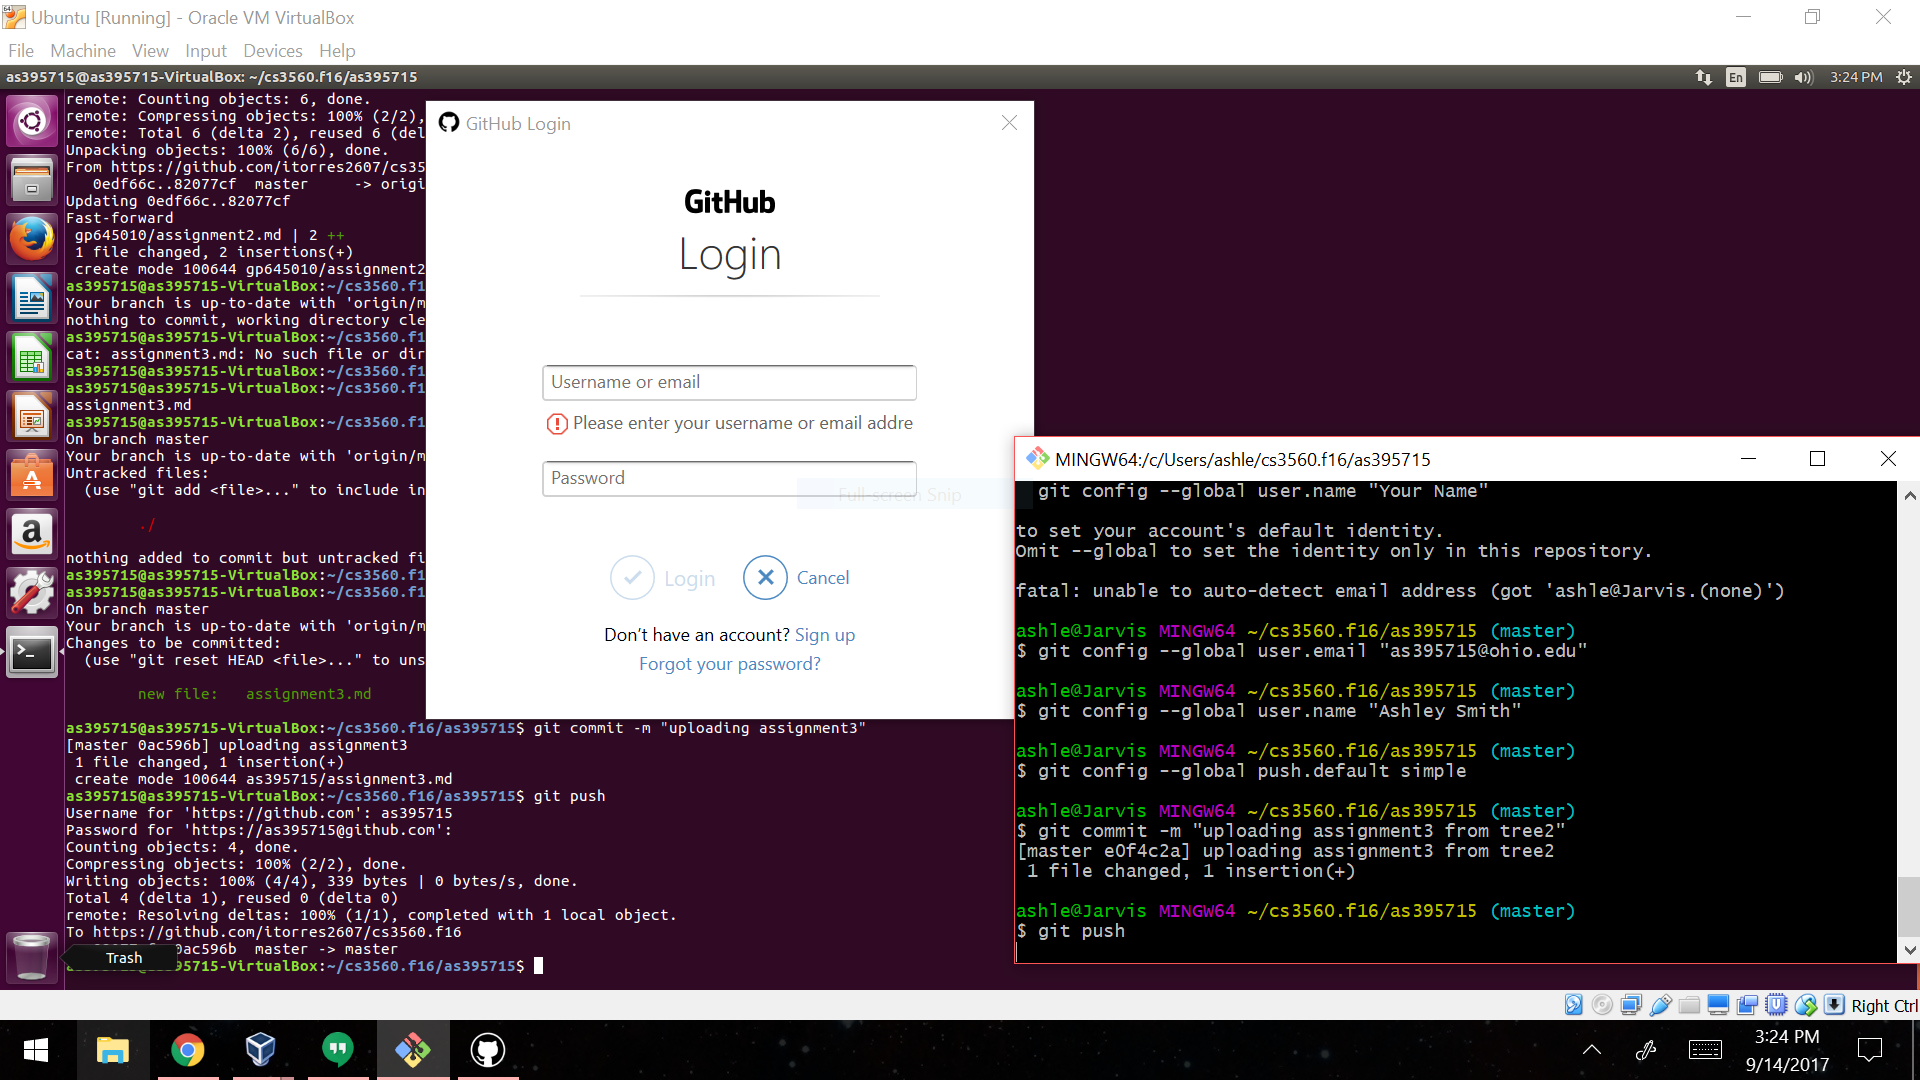 Ubuntu [Running] - Oracle VM VirtualBox
File Machine View Input Devices Help
as395715@as395715-VirtualBox: ~/cs3560.f16/as395715
En
3:24 PM
remote: Counting objects: 6, done.
remote: Compressing objects: 100% (2/2),
remote: Total 6 (delta 2), reused 6 (del
Unpacking objects: 100% (6/6), done.
From https://github.com/itorres2607/cs35
0edf66c..82077cf master -> origi
Updating 0edf66c..82077cf
Fast-forward
gp645010/assignment2.md | 2 ++
1 file changed, 2 insertions(+)
create mode 100644 gp645010/assignment2
as395715@as395715-VirtualBox:~/cs3560.f1
Your branch is up-to-date with 'origin/m
nothing to commit, working directory cle
as395715@as395715-VirtualBox:~/cs3560.f1
cat: assignment3.md: No such file or dir
as395715@as395715-VirtualBox:~/cs3560.f1
as395715@as395715-VirtualBox:~/cs3560.f1
assignment3.md
as395715@as395715-VirtualBox:~/cs3560.f1
On branch master
Your branch is up-to-date with 'origin/m
Untracked files:
(use "git add <file>..." to include in
./
nothing added to commit but untracked fi
as395715@as395715-VirtualBox:~/cs3560.f1
as395715@as395715-VirtualBox:~/cs3560.f1
On branch master
Your branch is up-to-date with 'origin/m
Changes to be committed:
(use "git reset HEAD <file>..." to uns
new file: assignment3.md
as395715@as395715-VirtualBox:~/cs3560.f16/as395715$ git commit -m "uploading assignment3"
[master 0ac596b] uploading assignment3
1 file changed, 1 insertion(+)
create mode 100644 as395715/assignment3.md
as395715@as395715-VirtualBox:~/cs3560.f16/as395715$ git push
Username for 'https://github.com': as395715
Password for 'https://as395715@github.com':
Counting objects: 4, done.
Compressing objects: 100% (2/2), done.
Writing objects: 100% (4/4), 339 bytes | 0 bytes/s, done.
Total 4 (delta 1), reused 0 (delta 0)
remote: Resolving deltas: 100% (1/1), completed with 1 local object.
To https://github.com/itorres2607/cs3560.f16
0ac596b master -> master
95715-VirtualBox:~/cs3560.f16/as395715$
Trash
GitHub Login
GitHub
Login
Username or email
Please enter your username or email addre
Password
Full-screen Snip
Login
Cancel
Don't have an account? Sign up
Forgot your password?
MINGW64:/c/Users/ashle/cs3560.f16/as395715
git config --global user.name "Your Name"
to set your account's default identity.
Omit --global to set the identity only in this repository.
fatal: unable to auto-detect email address (got 'ashle@Jarvis.(none)')
ashle@Jarvis MINGW64 ~/cs3560.f16/as395715 (master)
$ git config --global user.email "as395715@ohio.edu"
ashle@Jarvis MINGW64 ~/cs3560.f16/as395715 (master)
$ git config --global user.name "Ashley Smith"
ashle@Jarvis MINGW64 ~/cs3560.f16/as395715 (master)
$ git config --global push.default simple
ashle@Jarvis MINGW64 ~/cs3560.f16/as395715 (master)
$ git commit -m "uploading assignment3 from tree2"
[master e0f4c2a] uploading assignment3 from tree2
1 file changed, 1 insertion(+)
ashle@Jarvis MINGW64 ~/cs3560.f16/as395715 (master)
$ git push
Right Ctrl
3:24 PM
9/14/2017